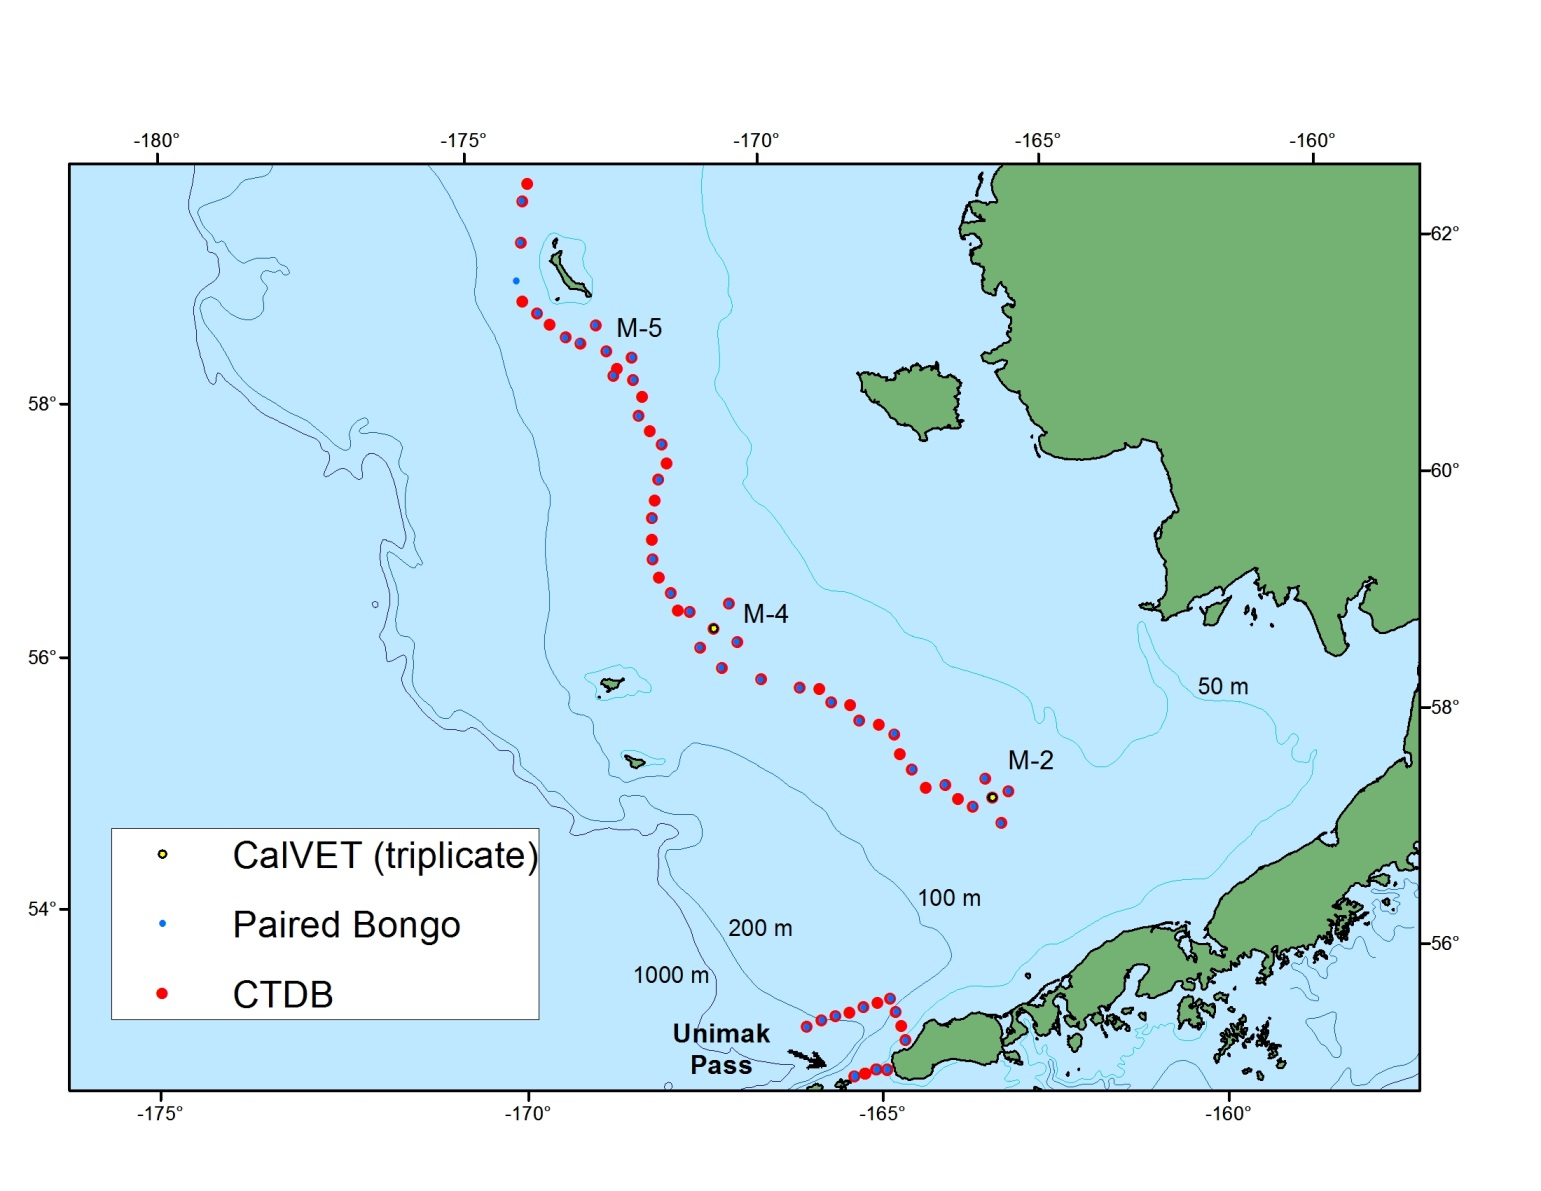 -180° -175° -170° -165° -160°
62°
M-5
58°
60°
M-4
56°
50 m
58°
M-2
CalVET (triplicate)
Paired Bongo
CTDB
54°
100 m
200 m
56°
1000 m
Unimak
Pass
-175° -170° -165° -160°